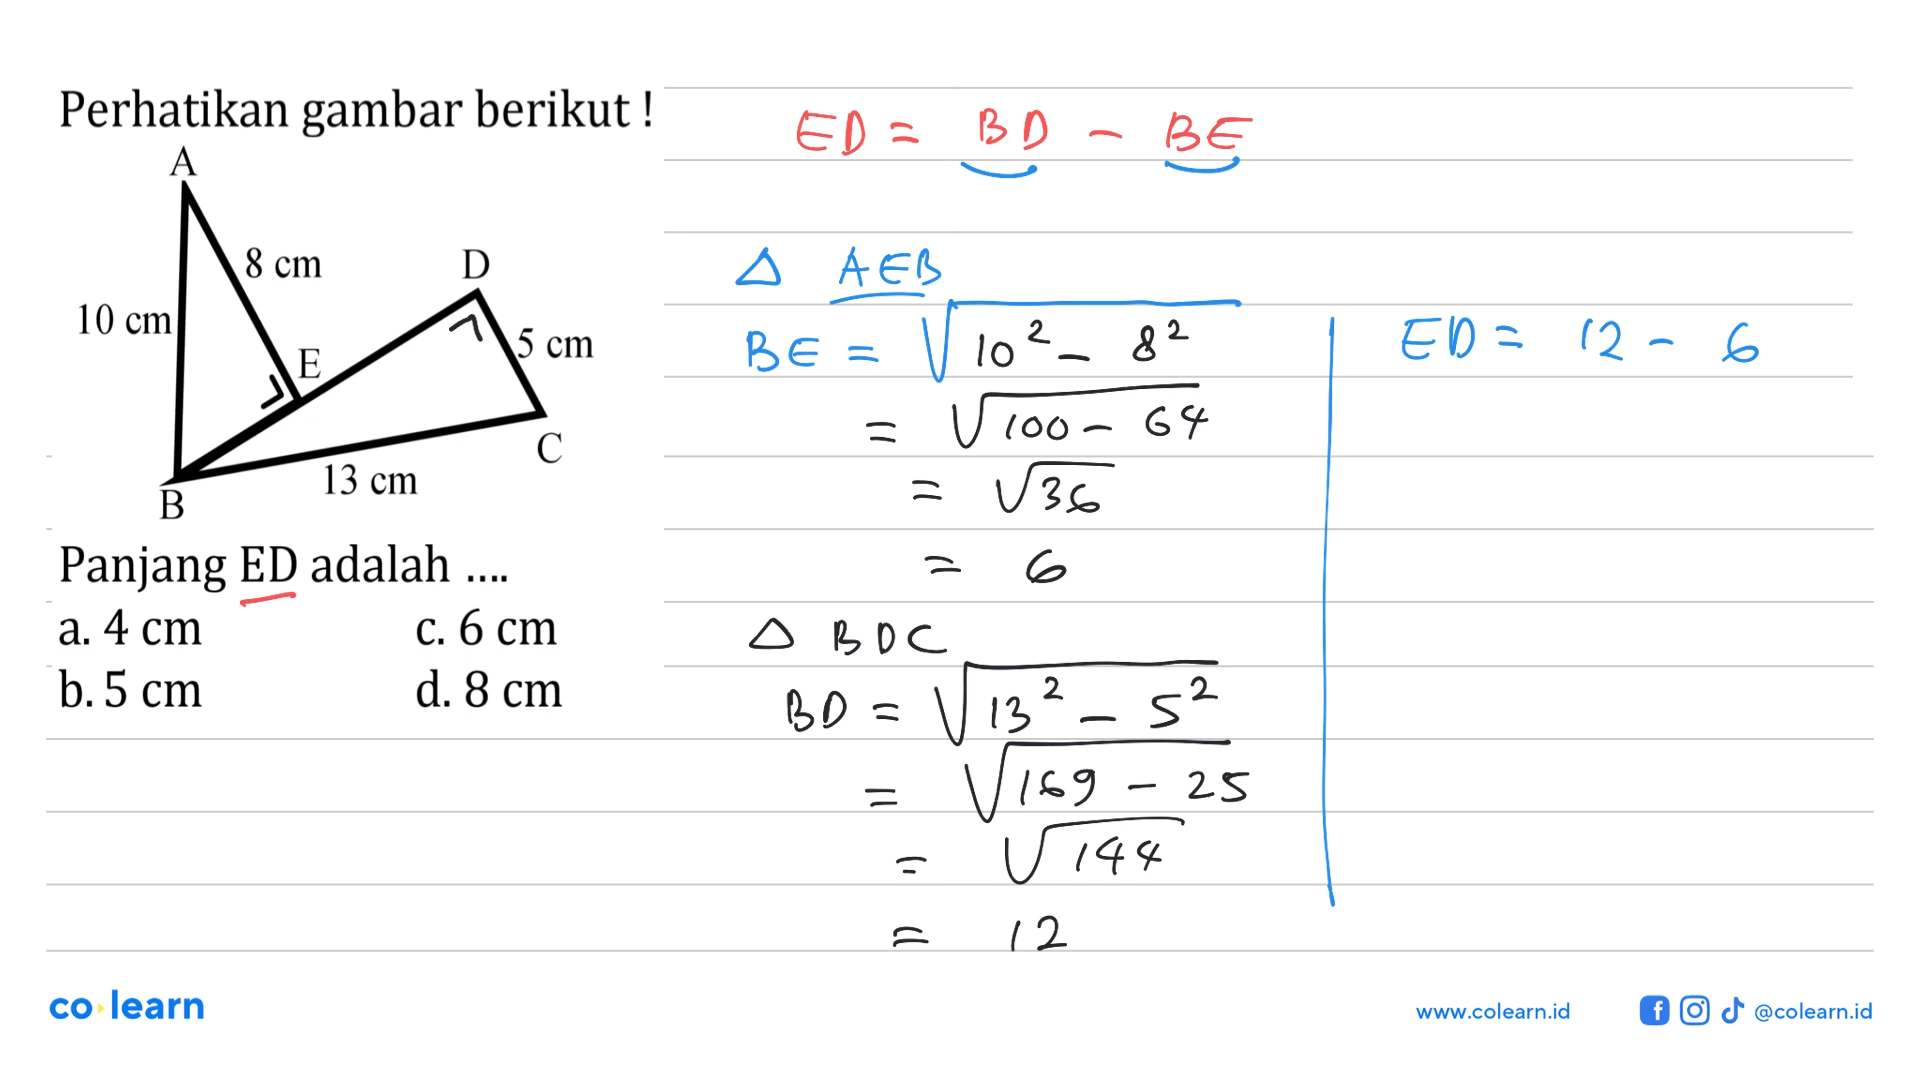 Perhatikan gambar berikut !
A
8 cm
D
10 cm
5 cm
E
C
13 cm
B
Panjang ED adalah ....
a. 4 cm
c. 6 cm
b. 5 cm
d. 8 cm
ED = BD - BE
△ AEB
BE = √10² - 8²
= √100 - 64
= √36
= 6
△ BDC
BD = √13² - 5²
= √169 - 25
= √144
= 12
ED = 12 - 6
co learn
www.colearn.id
@colearn.id